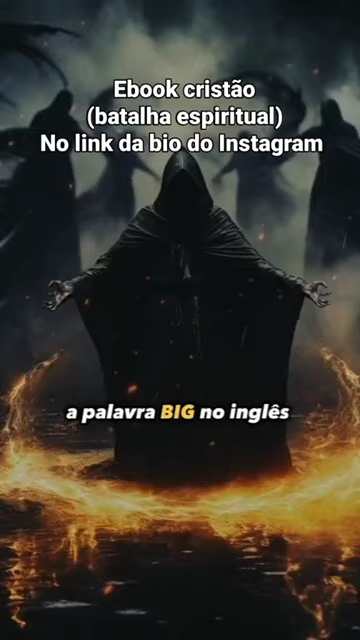 Ebook cristão
(batalha espiritual)
No link da bio do Instagram
a palavra BIG no inglês